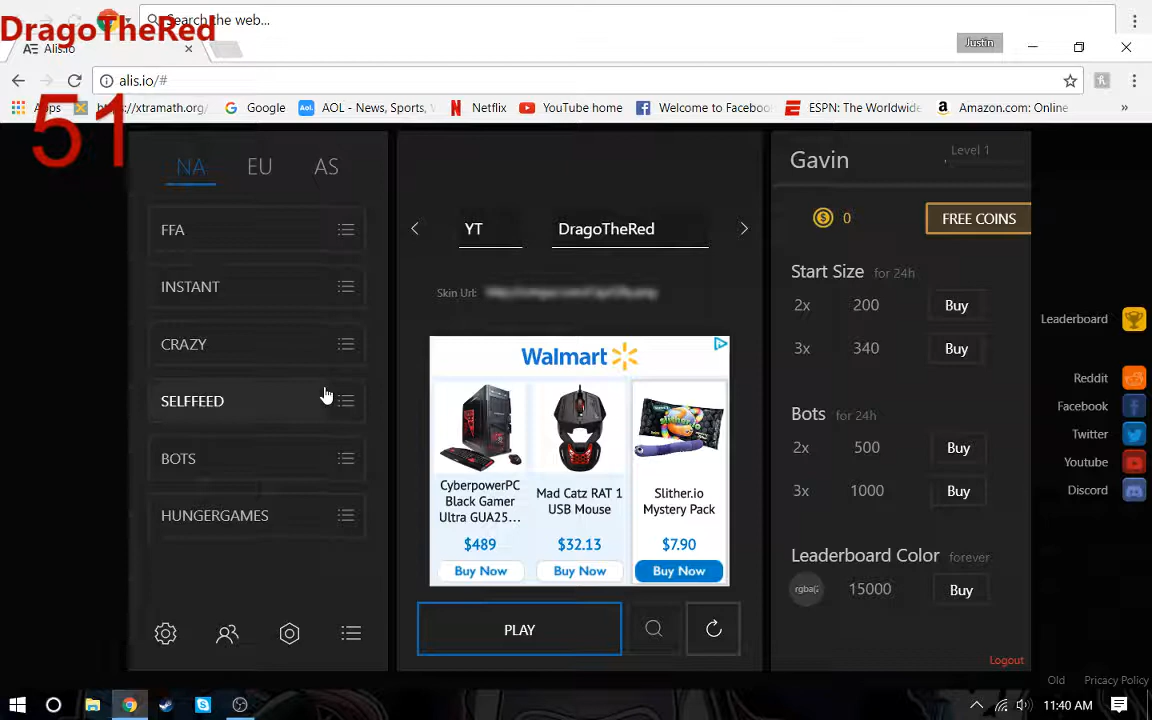 Search the web...
DragoTheRed
Alis.io
Justin
alis.io/#
Apps
https://xtramath.org/
Google
AOL - News, Sports,
Netflix
YouTube home
Welcome to Faceboo
ESPN: The Worldwide
Amazon.com: Online
»
51
NA
EU
AS
FFA
INSTANT
CRAZY
SELFFEED
BOTS
HUNGERGAMES
YT
DragoTheRed
Skin Url:
Walmart
CyberpowerPC
Black Gamer
Ultra GUA25...
$489
Buy Now
Mad Catz RAT 1
USB Mouse
$32.13
Buy Now
Slither.io
Mystery Pack
$7.90
Buy Now
PLAY
Gavin
Level 1
0
FREE COINS
Start Size for 24h
2x 200 Buy
3x 340 Buy
Bots for 24h
2x 500 Buy
3x 1000 Buy
Leaderboard Color forever
15000 Buy
Logout
Leaderboard
Reddit
Facebook
Twitter
Youtube
Discord
Old Privacy Policy
11:40 AM